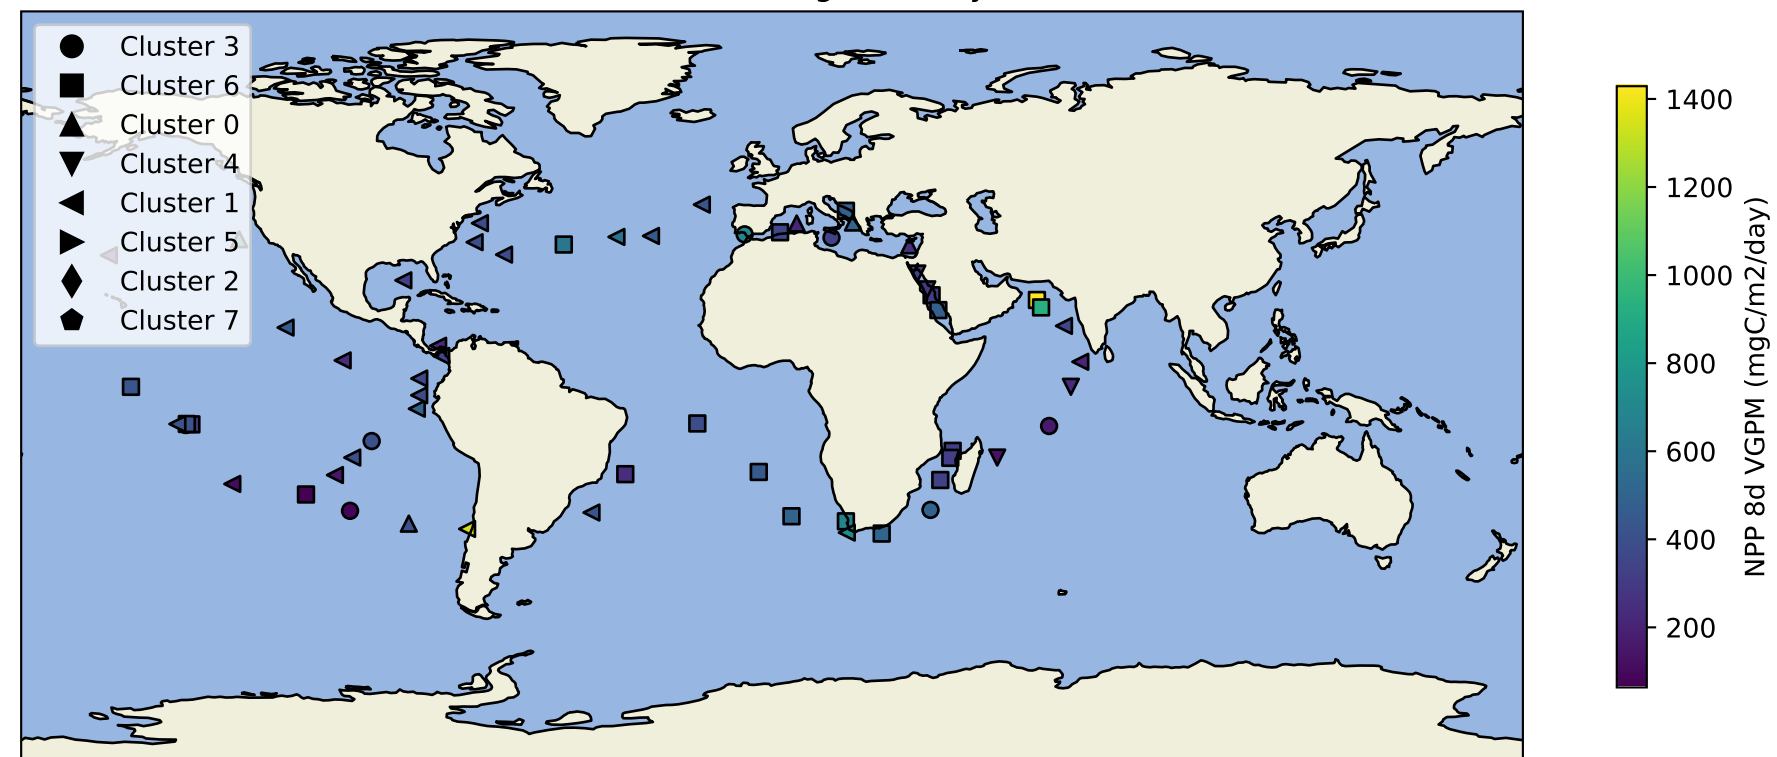 Cluster 3
Cluster 6
Cluster 0
Cluster 4
Cluster 1
Cluster 5
Cluster 2
Cluster 7
1400
1200
1000
800
600
400
200
NPP 8d VGPM (mgC/m2/day)